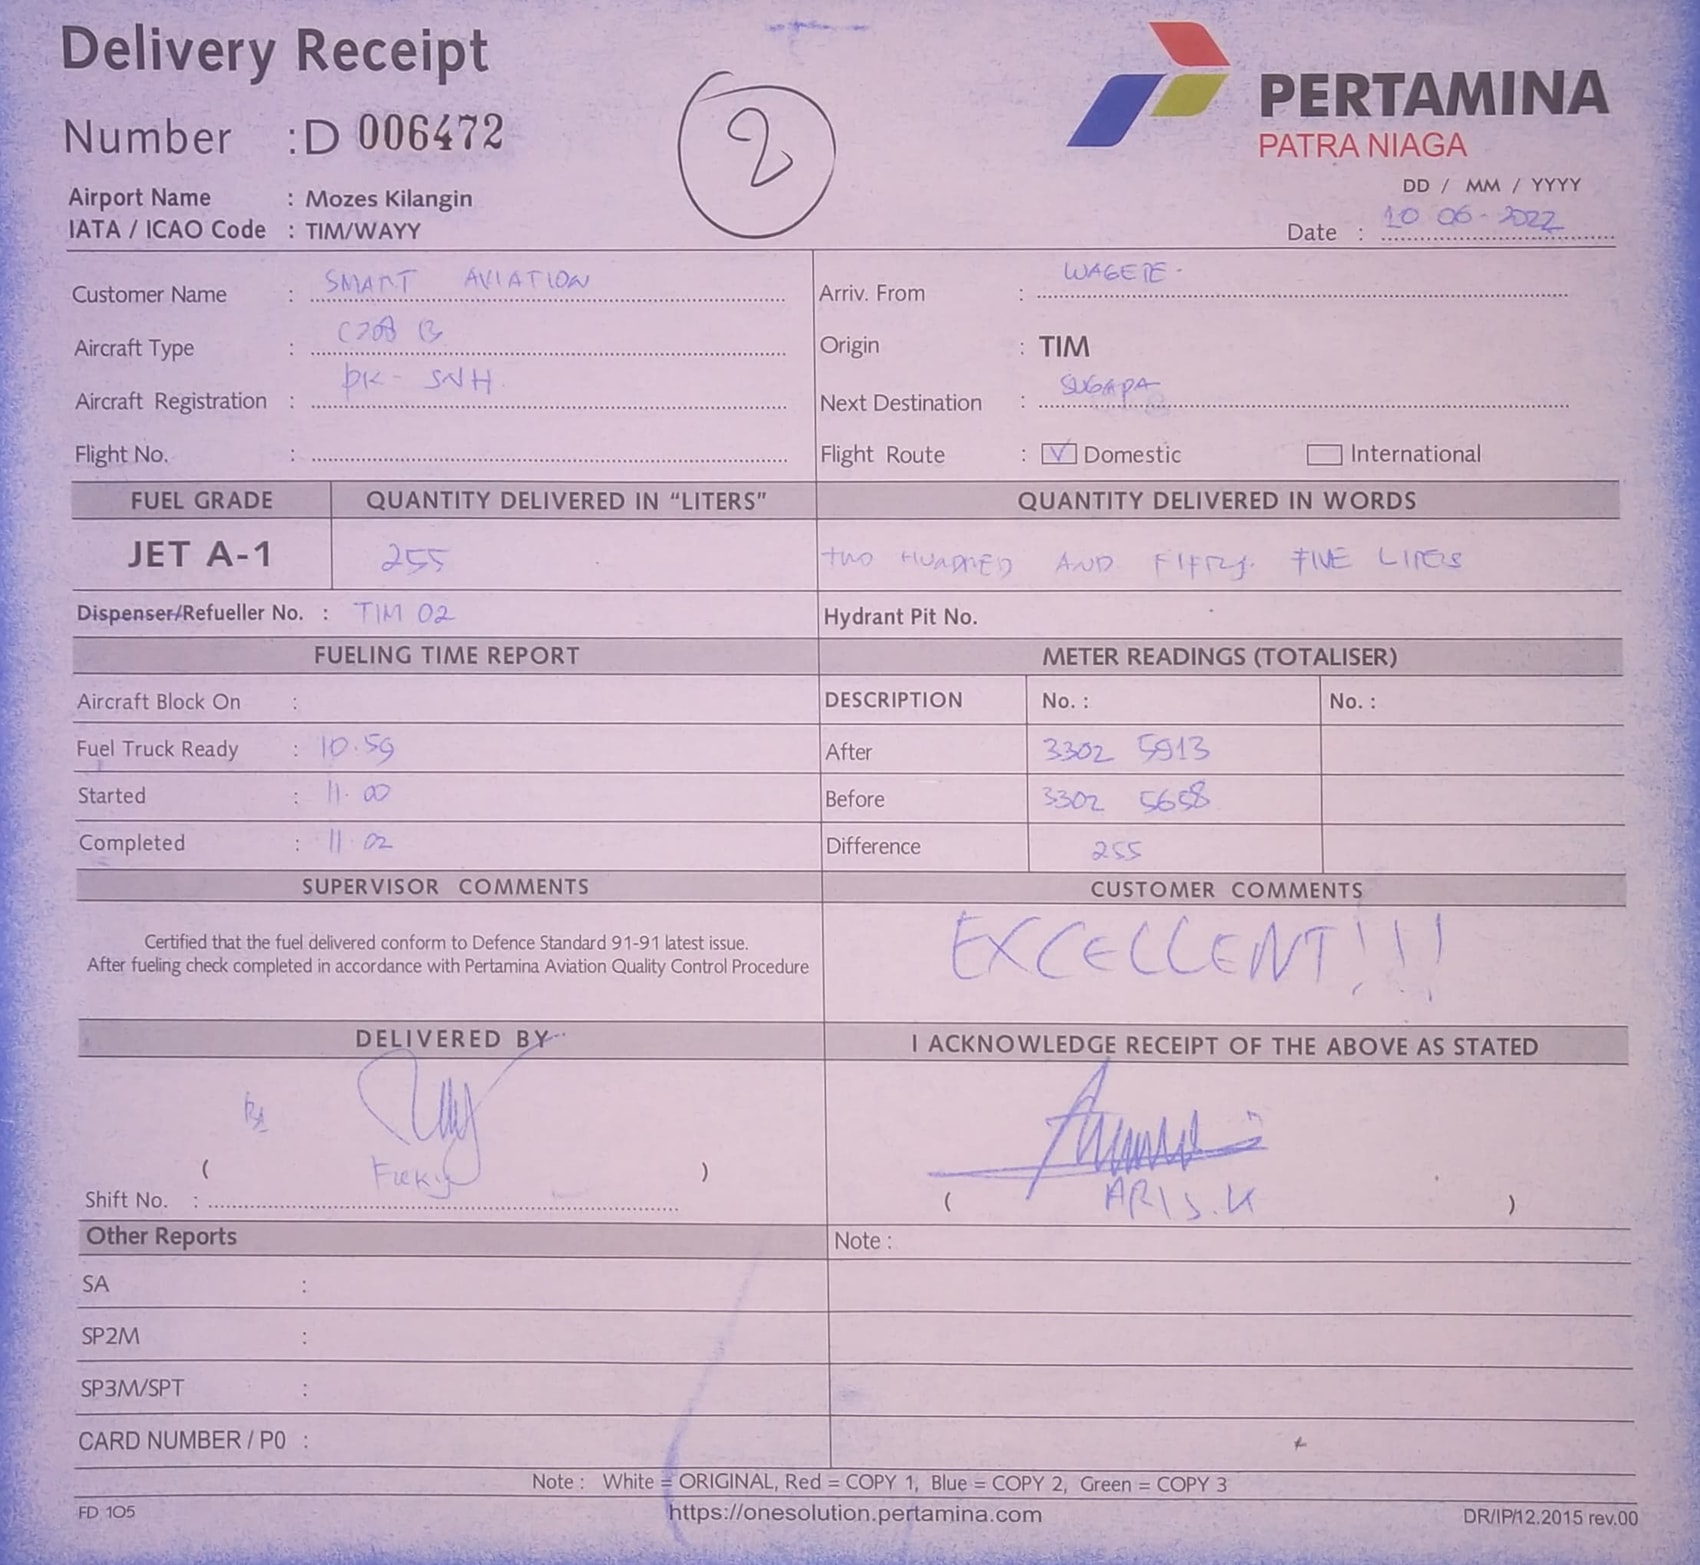 Delivery Receipt
Number : D 006472
2
PERTAMINA
PATRA NIAGA
Airport Name : Mozes Kilangin
IATA / ICAO Code : TIM/WAYY
DD / MM / YYYY
Date : 10 06-2022
Customer Name : SMART AVIATION
Arriv. From :
Aircraft Type : C208 B
Origin : TIM
Aircraft Registration : PK- SNH
Next Destination : SUGAPA
Flight No. :
Flight Route : V Domestic International
FUEL GRADE QUANTITY DELIVERED IN "LITERS" QUANTITY DELIVERED IN WORDS
JET A-1 255 TWO HUNDRED AND FIFTY FIVE LITERS
Dispenser/Refueller No. : TIM 02 Hydrant Pit No.
FUELING TIME REPORT METER READINGS (TOTALISER)
Aircraft Block On : DESCRIPTION No. : No. :
Fuel Truck Ready : 10.59 After 3302 5913
Started : 11.00 Before 3302 5658
Completed : 11.02 Difference 255
SUPERVISOR COMMENTS CUSTOMER COMMENTS
Certified that the fuel delivered conform to Defence Standard 91-91 latest issue.
After fueling check completed in accordance with Pertamina Aviation Quality Control Procedure
EXCELLENT!!!
DELIVERED BY I ACKNOWLEDGE RECEIPT OF THE ABOVE AS STATED
( )
Shift No. :
( ARIS.K )
Other Reports Note :
SA :
SP2M :
SP3M/SPT :
CARD NUMBER / P0 :
Note : White = ORIGINAL, Red = COPY 1, Blue = COPY 2, Green = COPY 3
FD 105 https://onesolution.pertamina.com DR/IP/12.2015 rev.00